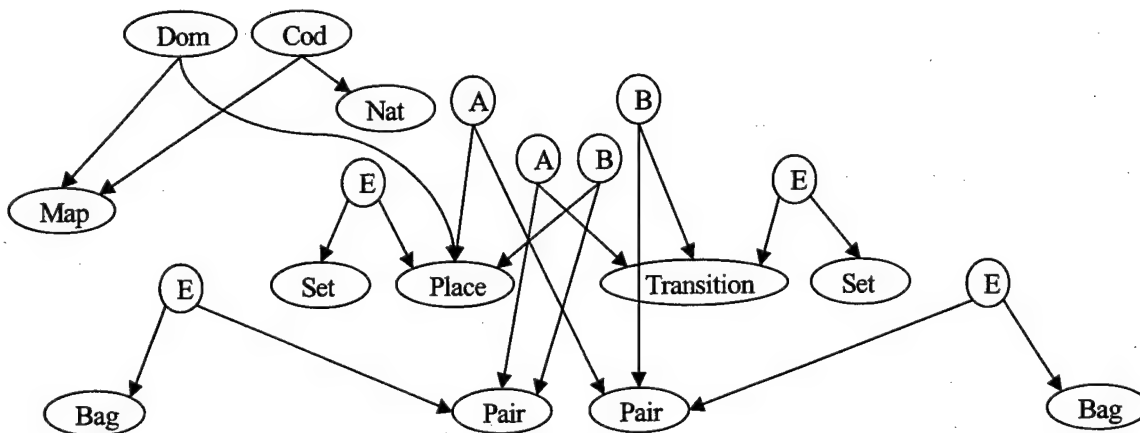 Dom Cod
Nat A B
A B
Map E E
Set Place Transition Set
E E
Bag Pair Pair Bag